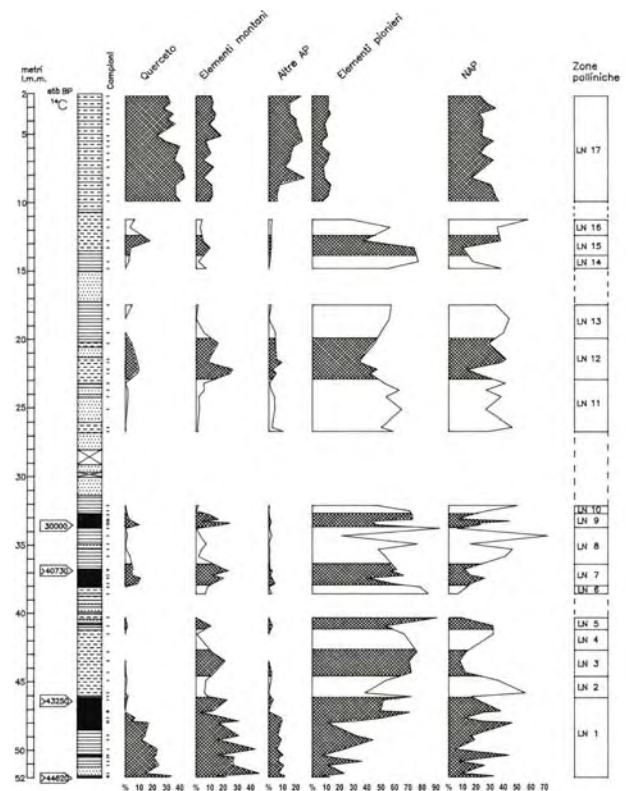 Querceto
Elementi montani
Altre AP
Elementi pionieri
NAP
metri
l.m.m.
età BP
¹⁴C
Campioni
Zone
polliniche
2
5
10
15
20
25
30
35
40
45
50
52
30000
>40730
>43250
>44620
LN 17
LN 16
LN 15
LN 14
LN 13
LN 12
LN 11
LN 10
LN 9
LN 8
LN 7
LN 6
LN 5
LN 4
LN 3
LN 2
LN 1
% 10 20 30 40 % 10 20 30 40 % 10 20 % 10 20 30 40 50 60 70 80 90 % 10 20 30 40 50 60 70